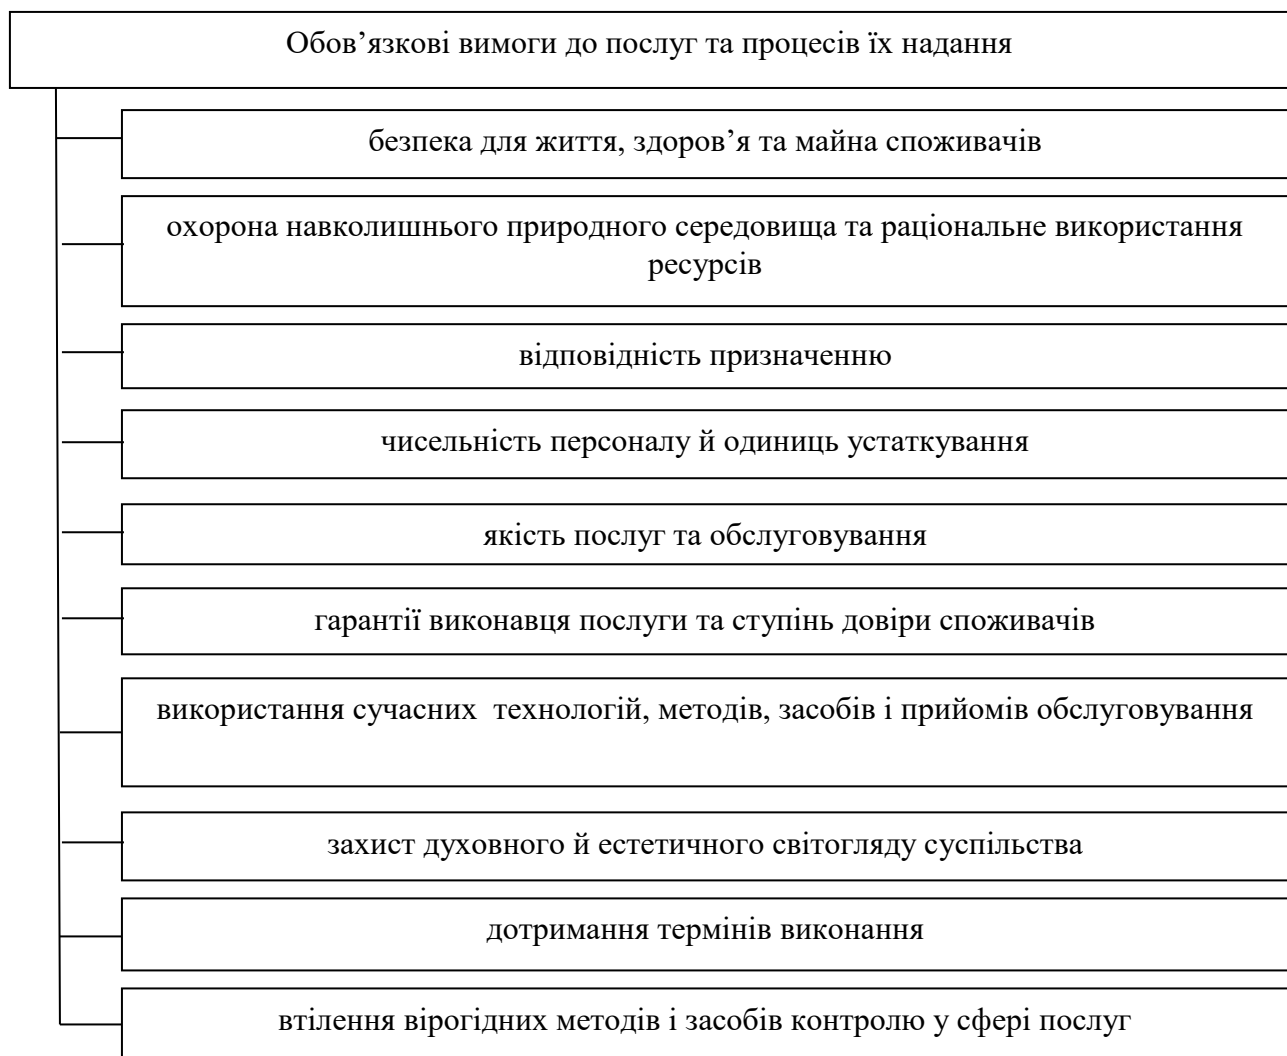 Обов’язкові вимоги до послуг та процесів їх надання
безпека для життя, здоров’я та майна споживачів
охорона навколишнього природного середовища та раціональне використання
ресурсів
відповідність призначенню
чисельність персоналу й одиниць устаткування
якість послуг та обслуговування
гарантії виконавця послуги та ступінь довіри споживачів
використання сучасних  технологій, методів, засобів і прийомів обслуговування
захист духовного й естетичного світогляду суспільства
дотримання термінів виконання
втілення вірогідних методів і засобів контролю у сфері послуг